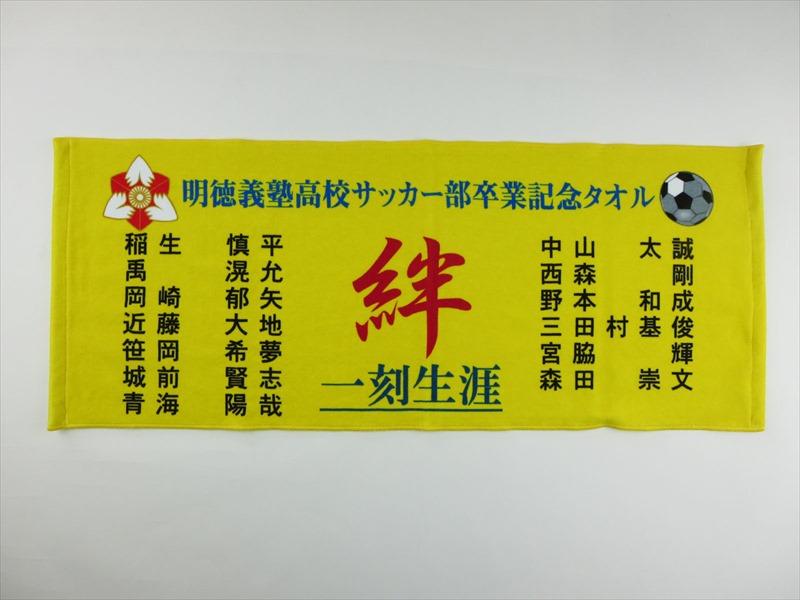 明徳義塾高校サッカー部卒業記念タオル
稲生 慎平
禹 滉允
岡崎 郁矢
近藤 大地
笹岡 希夢
城前 賢志
青海 陽哉
絆
一刻生涯
中山 太誠
西森 剛
野本 和成
三田村 基俊
宮脇 輝
森田 崇文